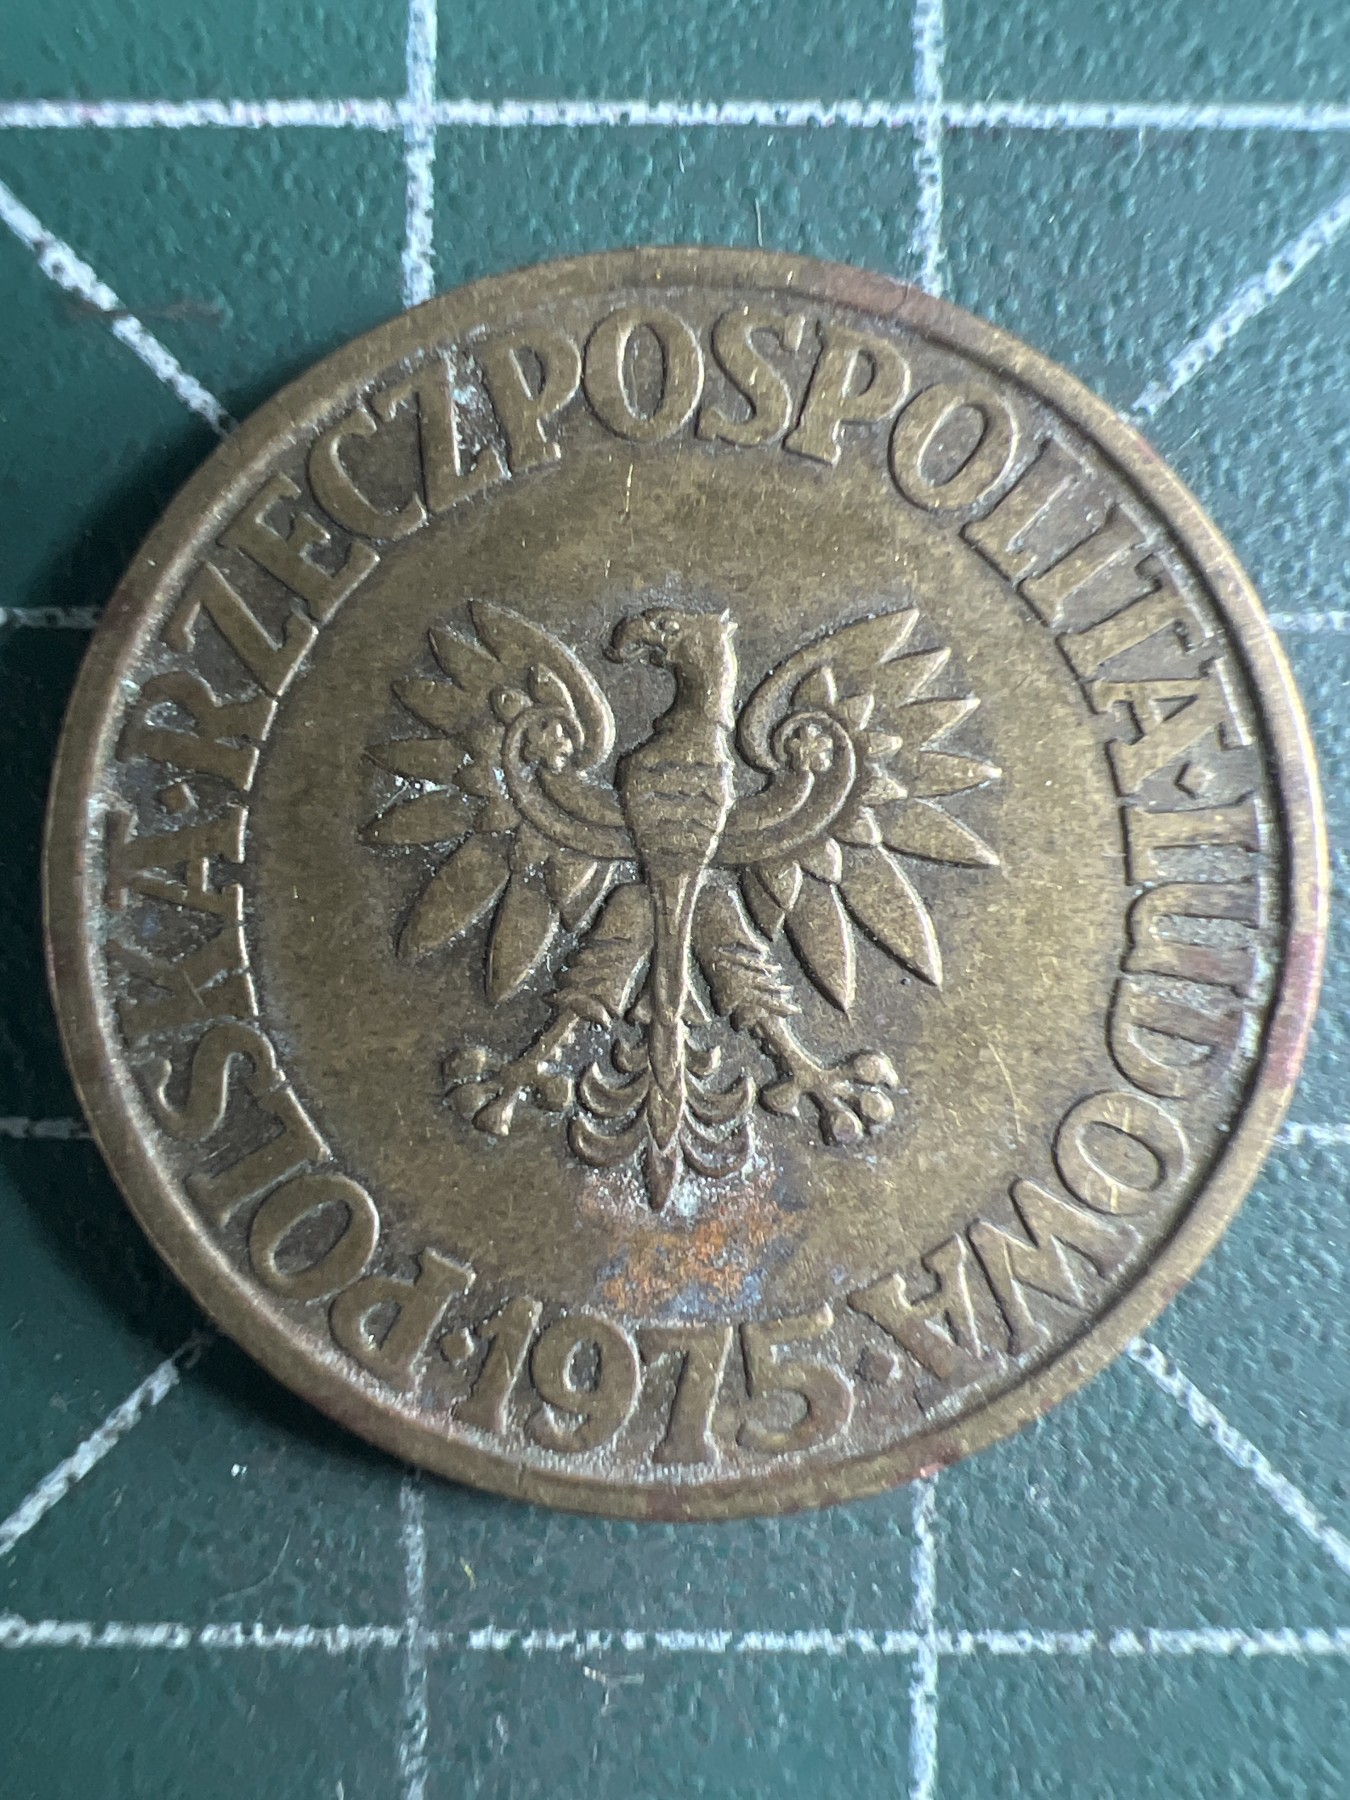 POLSKA · RZECZPOSPOLITA · LUDOWA
· 1975 ·